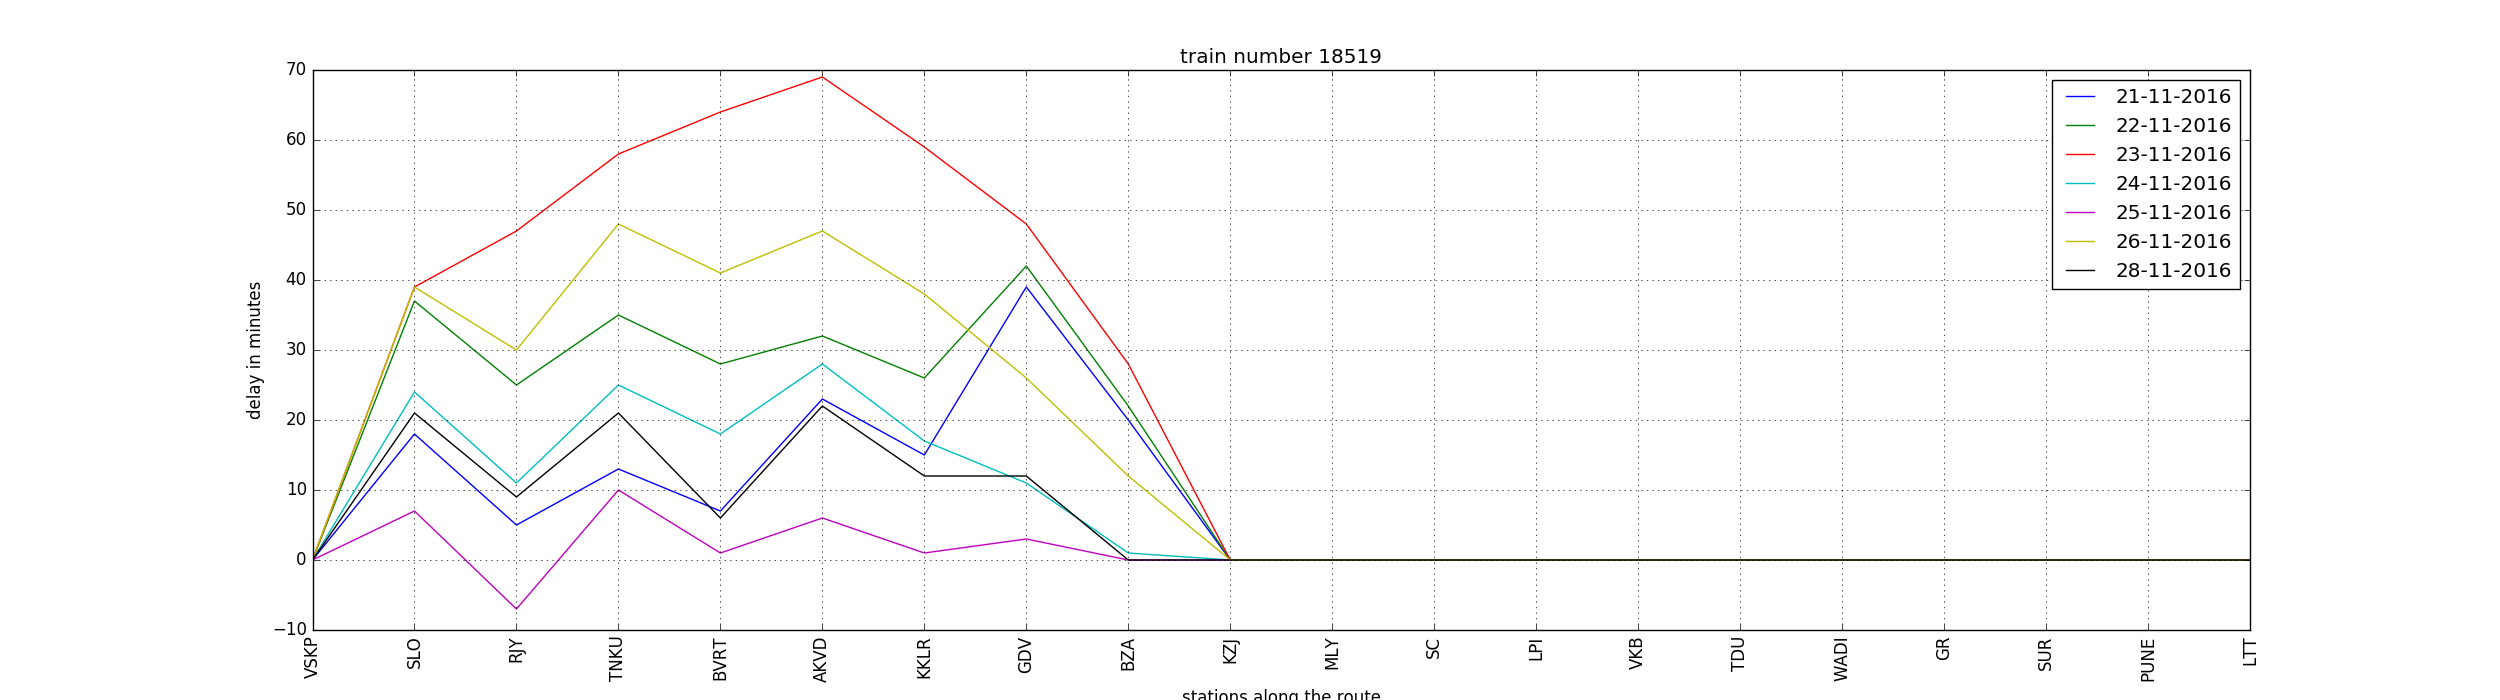 train number 18519
70
60
50
40
30
20
10
0
−10
delay in minutes
21-11-2016
22-11-2016
23-11-2016
24-11-2016
25-11-2016
26-11-2016
28-11-2016
VSKP
SLO
RJY
TNKU
BVRT
AKVD
KKLR
GDV
BZA
KZJ
MLY
SC
LPI
VKB
TDU
WADI
GR
SUR
PUNE
LTT
stations along the route